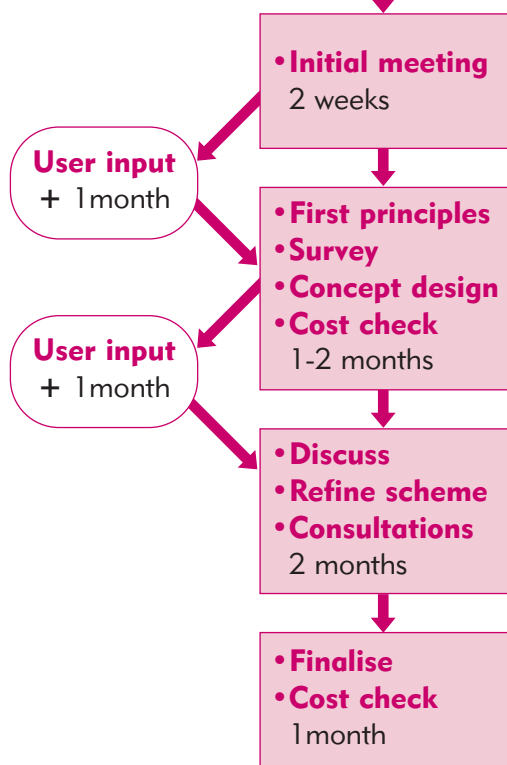 •Initial meeting
2 weeks
User input
+ 1month
•First principles
•Survey
•Concept design
•Cost check
1-2 months
User input
+ 1month
•Discuss
•Refine scheme
•Consultations
2 months
•Finalise
•Cost check
1month